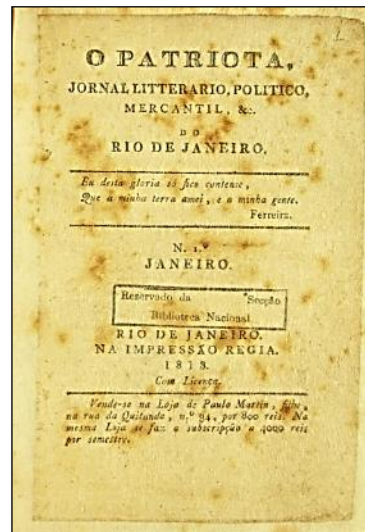 O PATRIOTA,
JORNAL LITTERARIO, POLITICO,
MERCANTIL, &c.
DO
RIO DE JANEIRO.
Eu desta gloria só fico contente,
Que a minha terra amei, e a minha gente.
Ferreira.
N. 1.º
JANEIRO.
Reservado da Secção
Biblioteca Nacional
RIO DE JANEIRO.
NA IMPRESSÃO REGIA.
1813.
Com Licença.
Vende-se na Loja de Paulo Martin, filho,
na rua da Quitanda, n.º 34, por 800 reis. Na
mesma Loja se faz a subscripção a 4000 reis
por semestre.